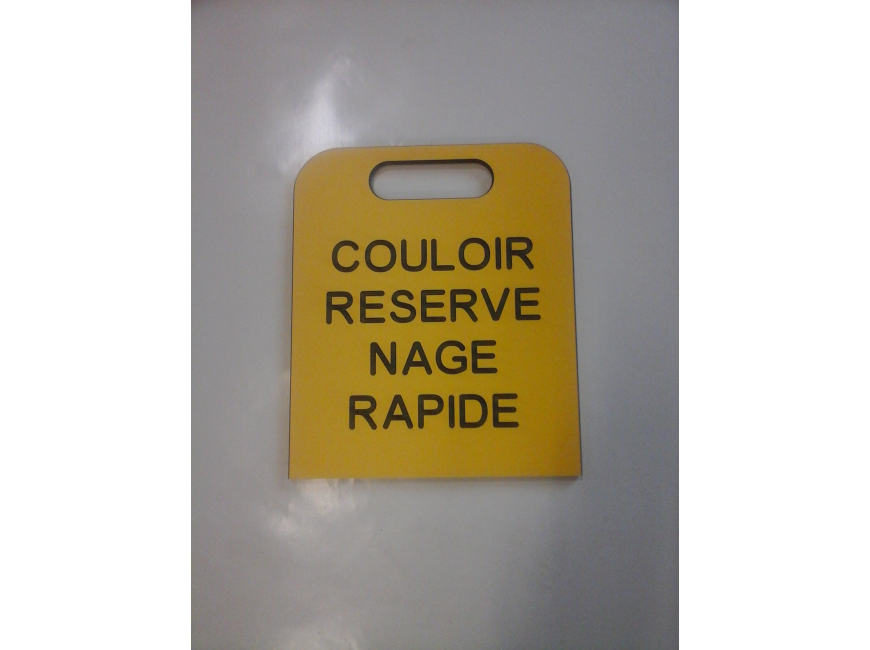 COULOIR
RESERVE
NAGE
RAPIDE